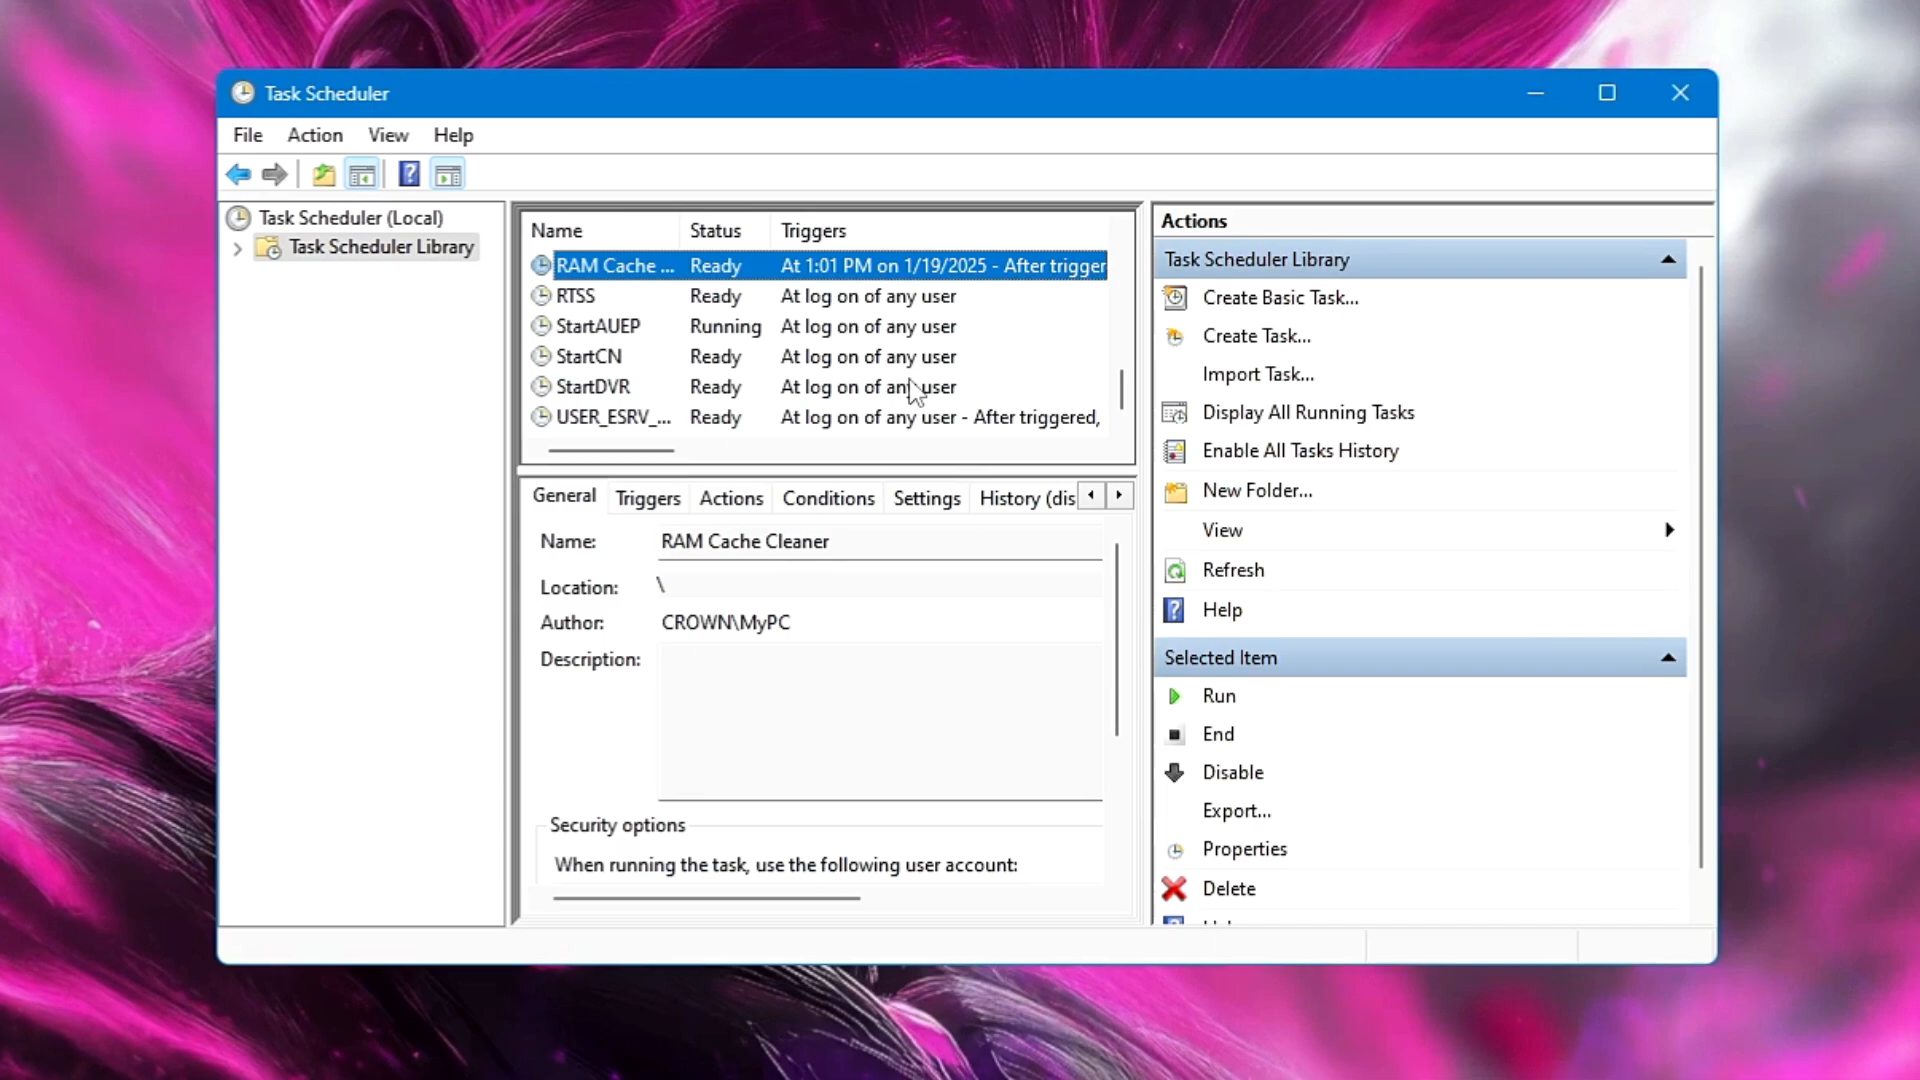 Task Scheduler
File Action View Help
Task Scheduler (Local)
Task Scheduler Library
Name Status Triggers
RAM Cache ... Ready At 1:01 PM on 1/19/2025 - After trigger
RTSS Ready At log on of any user
StartAUEP Running At log on of any user
StartCN Ready At log on of any user
StartDVR Ready At log on of any user
USER_ESRV_... Ready At log on of any user - After triggered,
General Triggers Actions Conditions Settings History (dis
Name: RAM Cache Cleaner
Location: \
Author: CROWN\MyPC
Description:
Security options
When running the task, use the following user account:
Actions
Task Scheduler Library
Create Basic Task...
Create Task...
Import Task...
Display All Running Tasks
Enable All Tasks History
New Folder...
View
Refresh
Help
Selected Item
Run
End
Disable
Export...
Properties
Delete